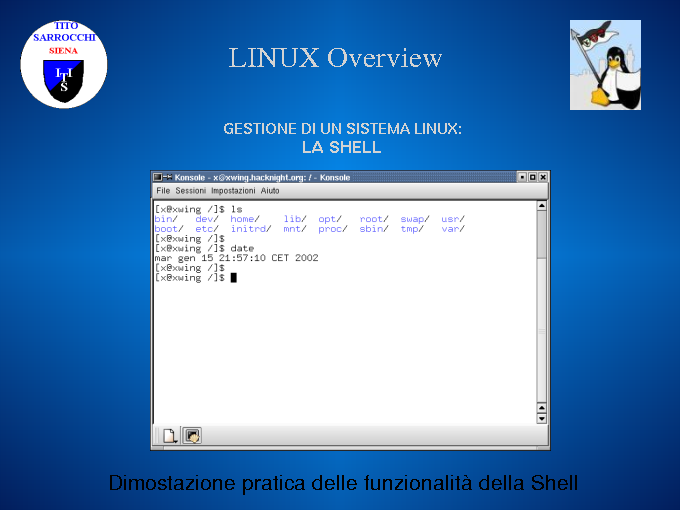 TITO
SARROCCHI
SIENA
I T I
S
LINUX Overview
GESTIONE DI UN SISTEMA LINUX:
LA SHELL
Konsole - x@xwing.hacknight.org: / - Konsole
File Sessioni Impostazioni Aiuto
[x@xwing /]$ ls
bin/ dev/ home/ lib/ opt/ root/ swap/ usr/
boot/ etc/ initrd/ mnt/ proc/ sbin/ tmp/ var/
[x@xwing /]$
[x@xwing /]$ date
mar gen 15 21:57:10 CET 2002
[x@xwing /]$
[x@xwing /]$
Dimostazione pratica delle funzionalità della Shell